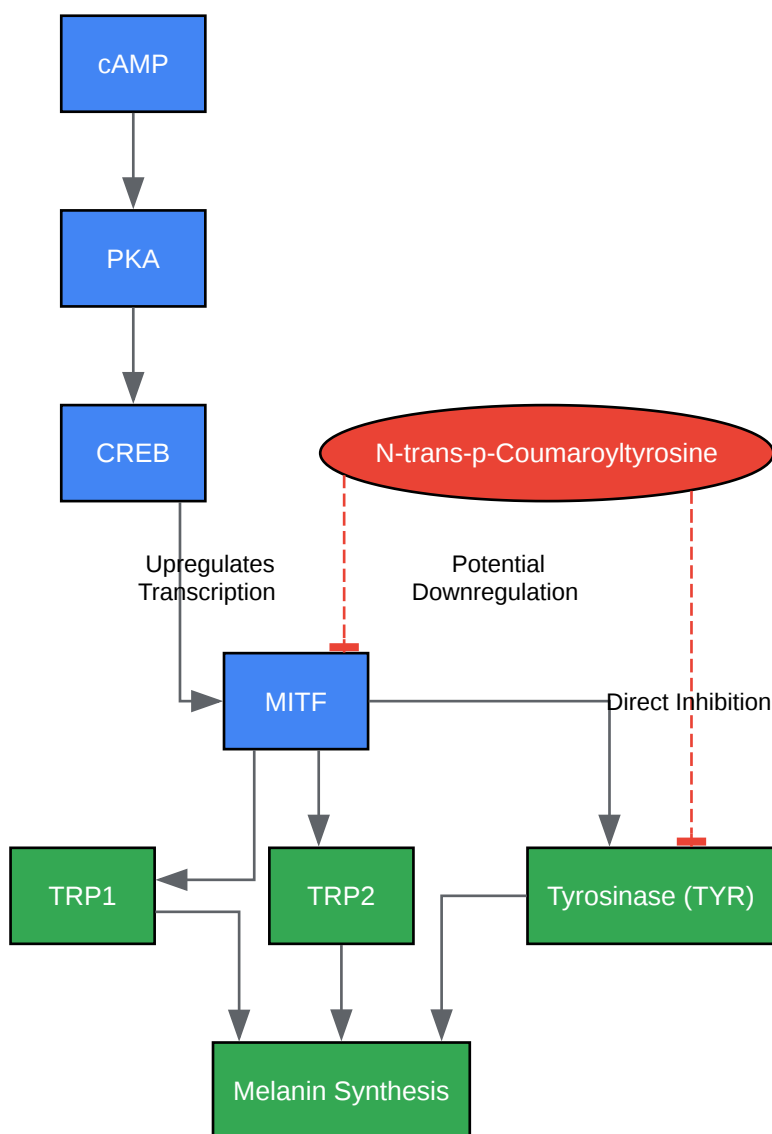 cAMP
PKA
CREB
N-trans-p-Coumaroyltyrosine
Upregulates
Transcription
Potential
Downregulation
MITF
Direct Inhibition
TRP1
TRP2
Tyrosinase (TYR)
Melanin Synthesis